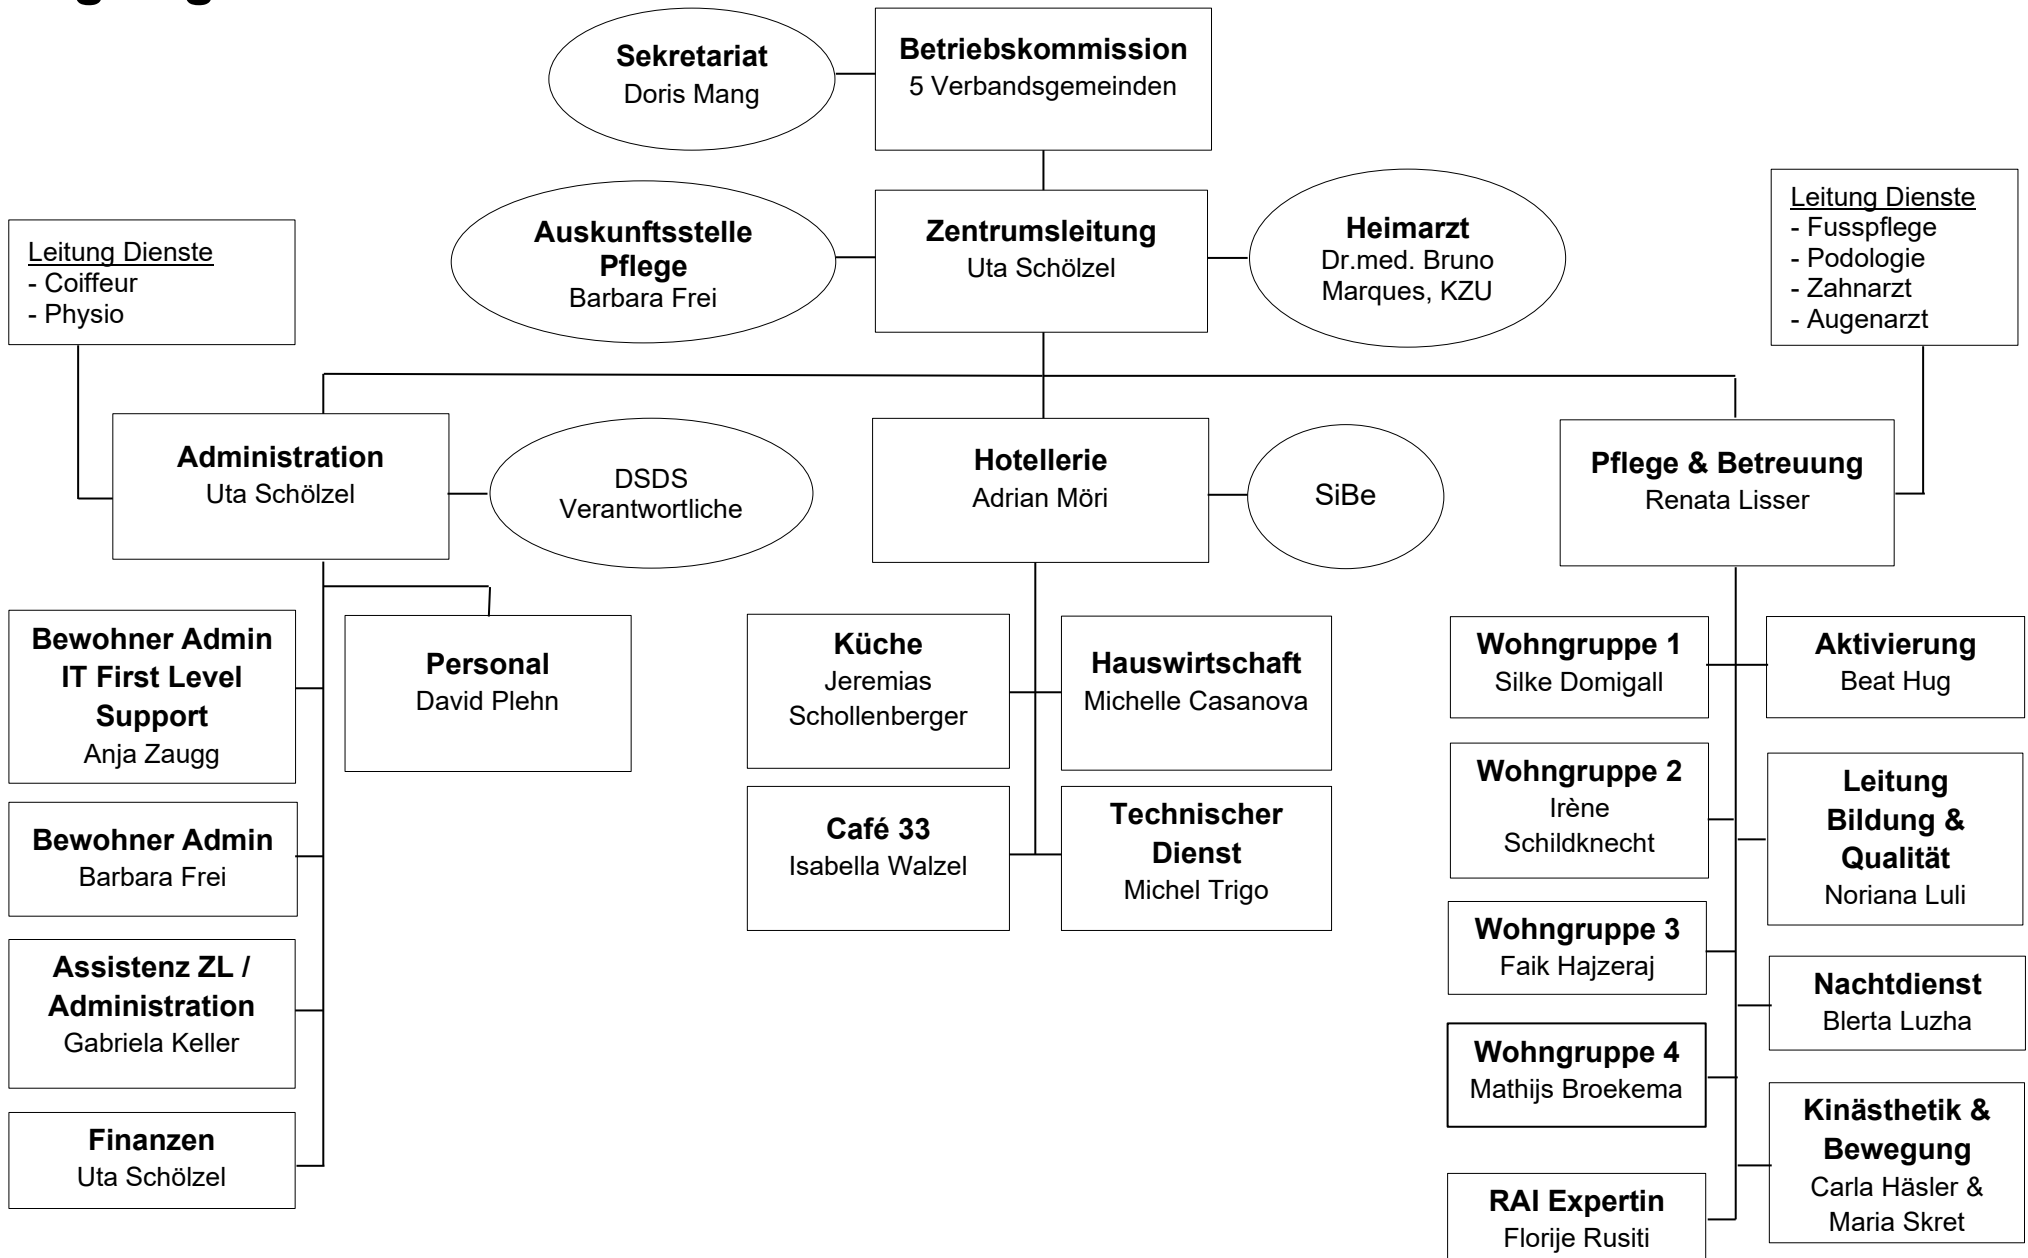 Sekretariat
Doris Mang
Betriebskommission
5 Verbandsgemeinden
Leitung Dienste
- Coiffeur
- Physio
Auskunftsstelle
Pflege
Barbara Frei
Zentrumsleitung
Uta Schölzel
Heimarzt
Dr.med. Bruno
Marques, KZU
Leitung Dienste
- Fusspflege
- Podologie
- Zahnarzt
- Augenarzt
Administration
Uta Schölzel
DSDS
Verantwortliche
Hotellerie
Adrian Möri
SiBe
Pflege & Betreuung
Renata Lisser
Bewohner Admin
IT First Level
Support
Anja Zaugg
Personal
David Plehn
Bewohner Admin
Barbara Frei
Assistenz ZL /
Administration
Gabriela Keller
Finanzen
Uta Schölzel
Küche
Jeremias
Schollenberger
Hauswirtschaft
Michelle Casanova
Café 33
Isabella Walzel
Technischer
Dienst
Michel Trigo
Wohngruppe 1
Silke Domigall
Aktivierung
Beat Hug
Wohngruppe 2
Irène
Schildknecht
Leitung
Bildung &
Qualität
Noriana Luli
Wohngruppe 3
Faik Hajzeraj
Nachtdienst
Blerta Luzha
Wohngruppe 4
Mathijs Broekema
Kinästhetik &
Bewegung
Carla Häsler &
Maria Skret
RAI Expertin
Florije Rusiti